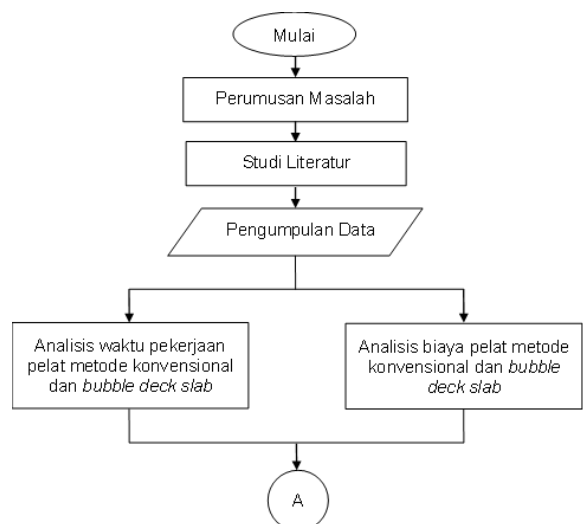 Mulai
Perumusan Masalah
Studi Literatur
Pengumpulan Data
Analisis waktu pekerjaan
pelat metode konvensional
dan bubble deck slab
Analisis biaya pelat metode
konvensional dan bubble
deck slab
A